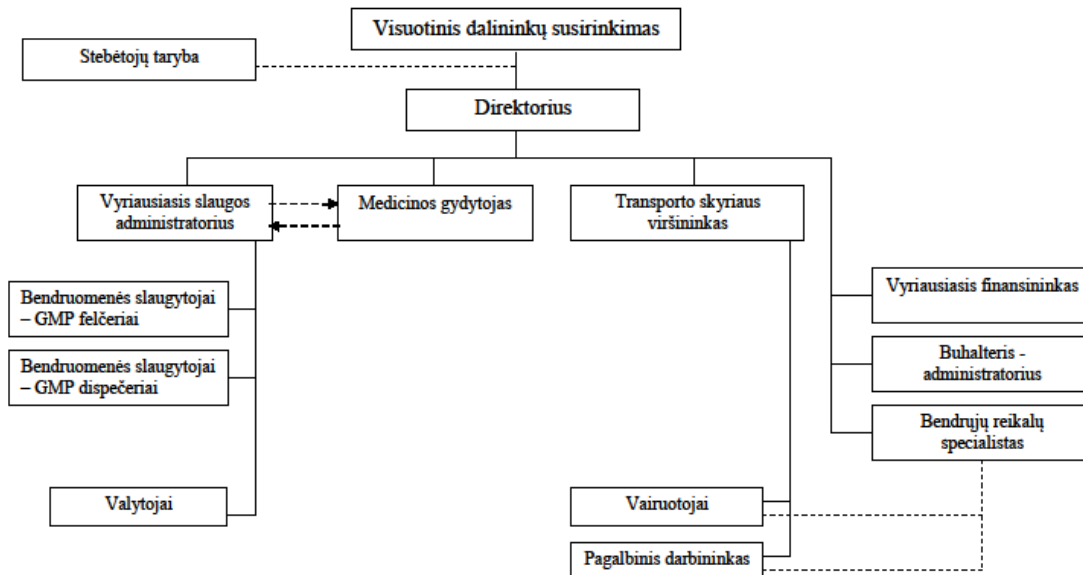 Visuotinis dalininkų susirinkimas
Stebėtojų taryba
Direktorius
Vyriausiasis slaugos
administratorius
Medicinos gydytojas
Transporto skyriaus
viršininkas
Bendruomenės slaugytojai
– GMP felčeriai
Vyriausiasis finansininkas
Bendruomenės slaugytojai
– GMP dispečeriai
Buhalteris -
administratorius
Bendrųjų reikalų
specialistas
Valytojai
Vairuotojai
Pagalbinis darbininkas